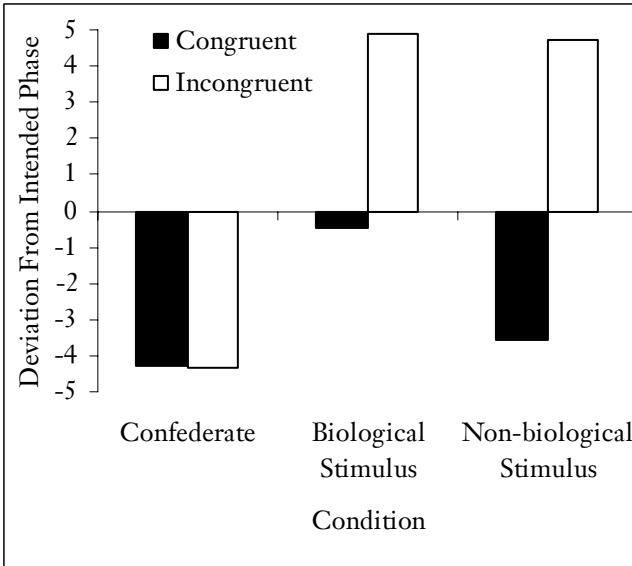 Deviation From Intended Phase
5
4
3
2
1
0
-1
-2
-3
-4
-5
Congruent
Incongruent
Confederate
Biological
Stimulus
Non-biological
Stimulus
Condition